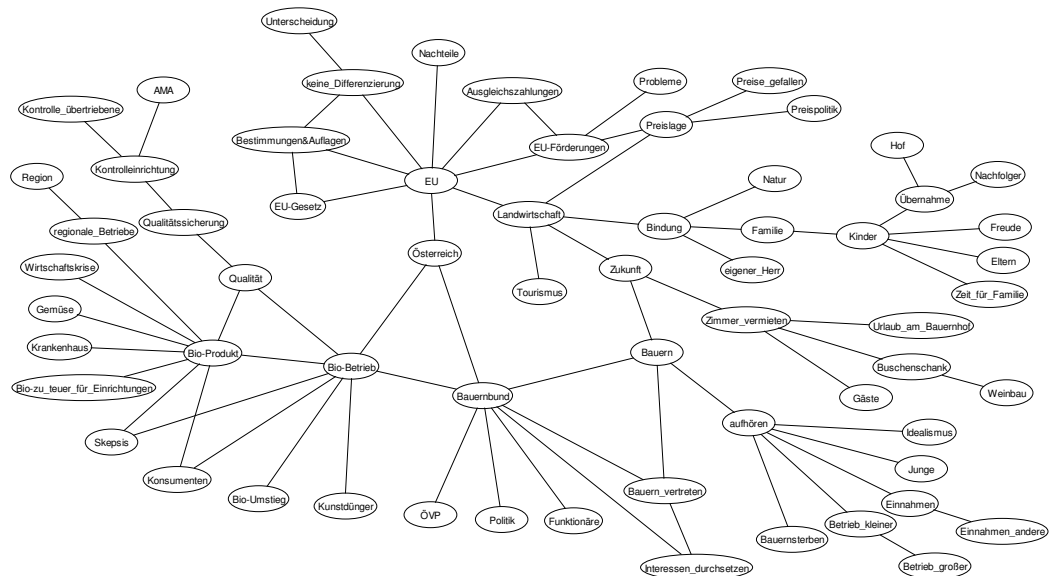 Unterscheidung
Nachteile
keine_Differenzierung
Ausgleichszahlungen
Probleme
Preise_gefallen
Preispolitik
AMA
Kontrolle_übertriebene
Bestimmungen&Auflagen
EU-Förderungen
Preislage
Hof
Kontrolleinrichtung
Region
EU
Natur
Nachfolger
Übernahme
EU-Gesetz
Landwirtschaft
Qualitätssicherung
regionale_Betriebe
Bindung
Familie
Kinder
Freude
Österreich
Eltern
Wirtschaftskrise
Qualität
Zukunft
eigener_Herr
Tourismus
Zeit_für_Familie
Gemüse
Zimmer_vermieten
Urlaub_am_Bauernhof
Krankenhaus
Bio-Produkt
Bio-Betrieb
Bauern
Buschenschank
Bio-zu_teuer_für_Einrichtungen
Bauernbund
Gäste
Weinbau
Skepsis
aufhören
Idealismus
Junge
Konsumenten
Bio-Umstieg
Kunstdünger
Bauern_vertreten
Einnahmen
ÖVP
Politik
Funktionäre
Betrieb_kleiner
Einnahmen_andere
Bauernsterben
Interessen_durchsetzen
Betrieb_großer